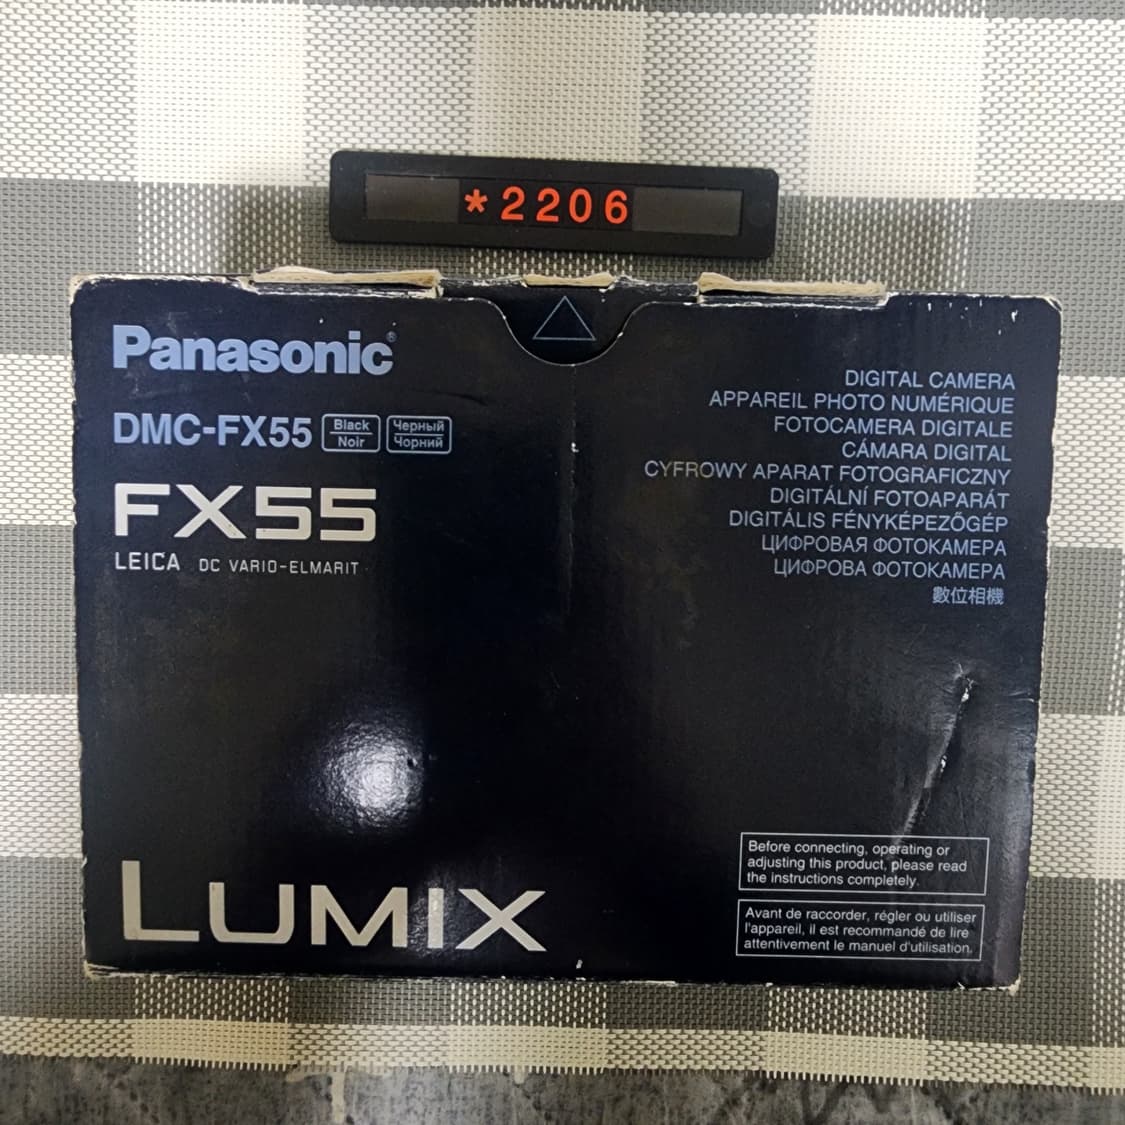 *2206
Panasonic®
DMC-FX55 Black Noir Черный Чорний
FX55
LEICA DC VARIO-ELMARIT
DIGITAL CAMERA
APPAREIL PHOTO NUMÉRIQUE
FOTOCAMERA DIGITALE
CÁMARA DIGITAL
CYFROWY APARAT FOTOGRAFICZNY
DIGITÁLNÍ FOTOAPARÁT
DIGITÁLIS FÉNYKÉPEZŐGÉP
ЦИФРОВАЯ ФОТОКАМЕРА
ЦИФРОВА ФОТОКАМЕРА
數位相機
LUMIX
Before connecting, operating or
adjusting this product, please read
the instructions completely.
Avant de raccorder, régler ou utiliser
l'appareil, il est recommandé de lire
attentivement le manuel d'utilisation.